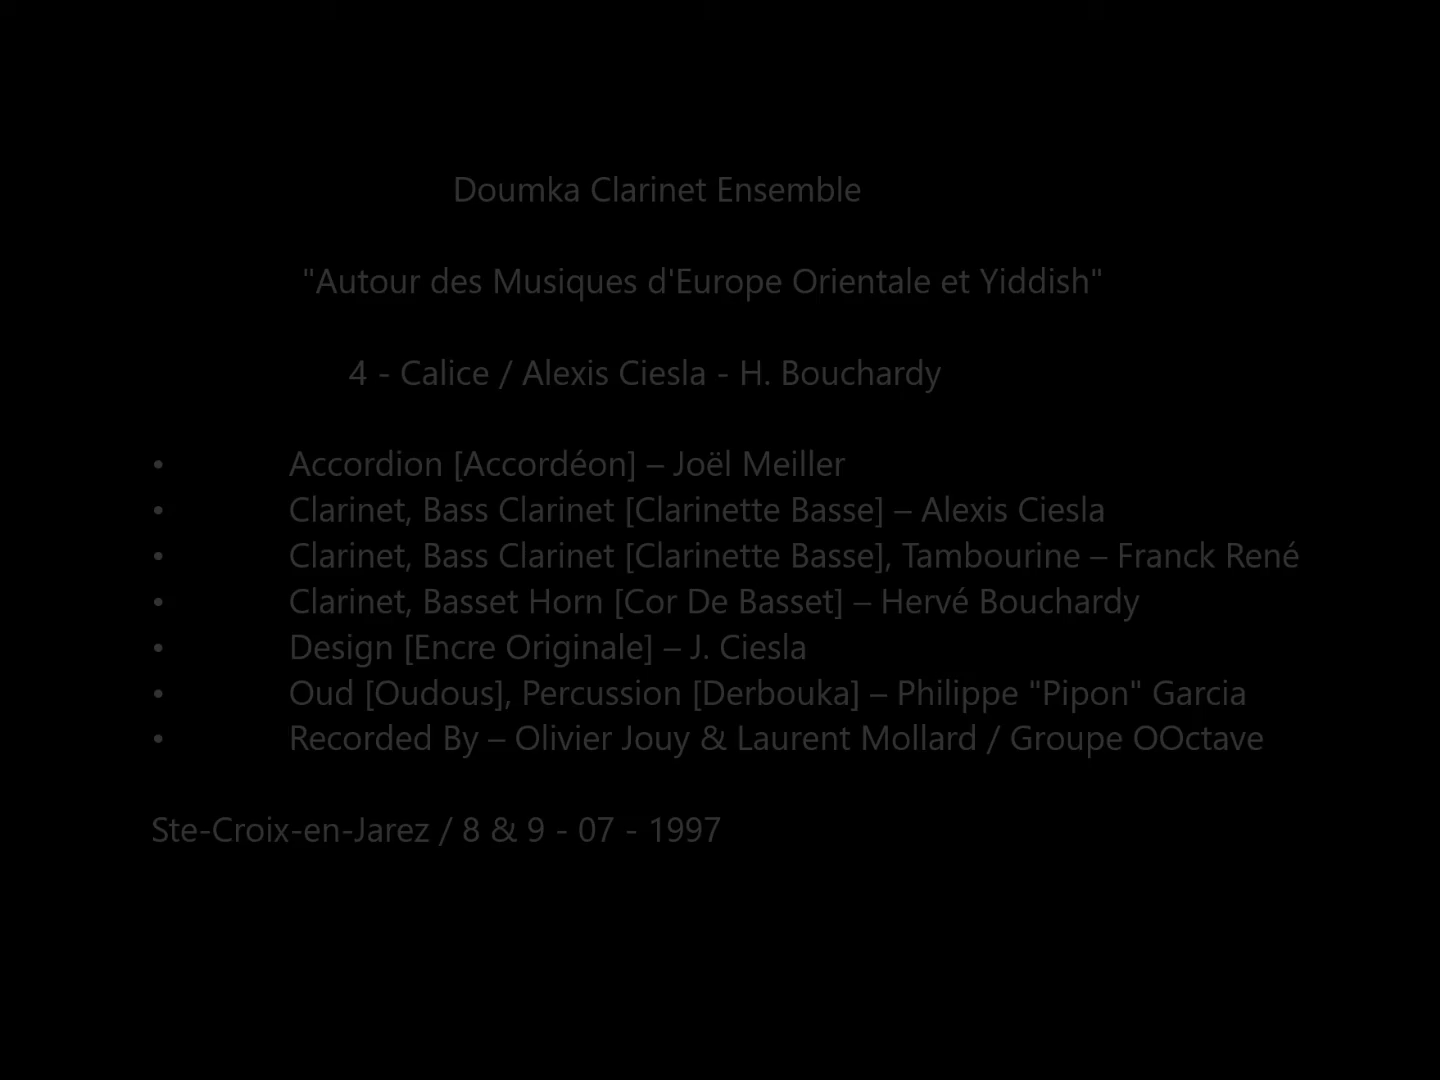 Doumka Clarinet Ensemble
"Autour des Musiques d'Europe Orientale et Yiddish"
4 - Calice / Alexis Ciesla - H. Bouchardy
• Accordion [Accordéon] – Joël Meiller
• Clarinet, Bass Clarinet [Clarinette Basse] – Alexis Ciesla
• Clarinet, Bass Clarinet [Clarinette Basse], Tambourine – Franck René
• Clarinet, Basset Horn [Cor De Basset] – Hervé Bouchardy
• Design [Encre Originale] – J. Ciesla
• Oud [Oudous], Percussion [Derbouka] – Philippe "Pipon" Garcia
• Recorded By – Olivier Jouy & Laurent Mollard / Groupe OOctave
Ste-Croix-en-Jarez / 8 & 9 - 07 - 1997